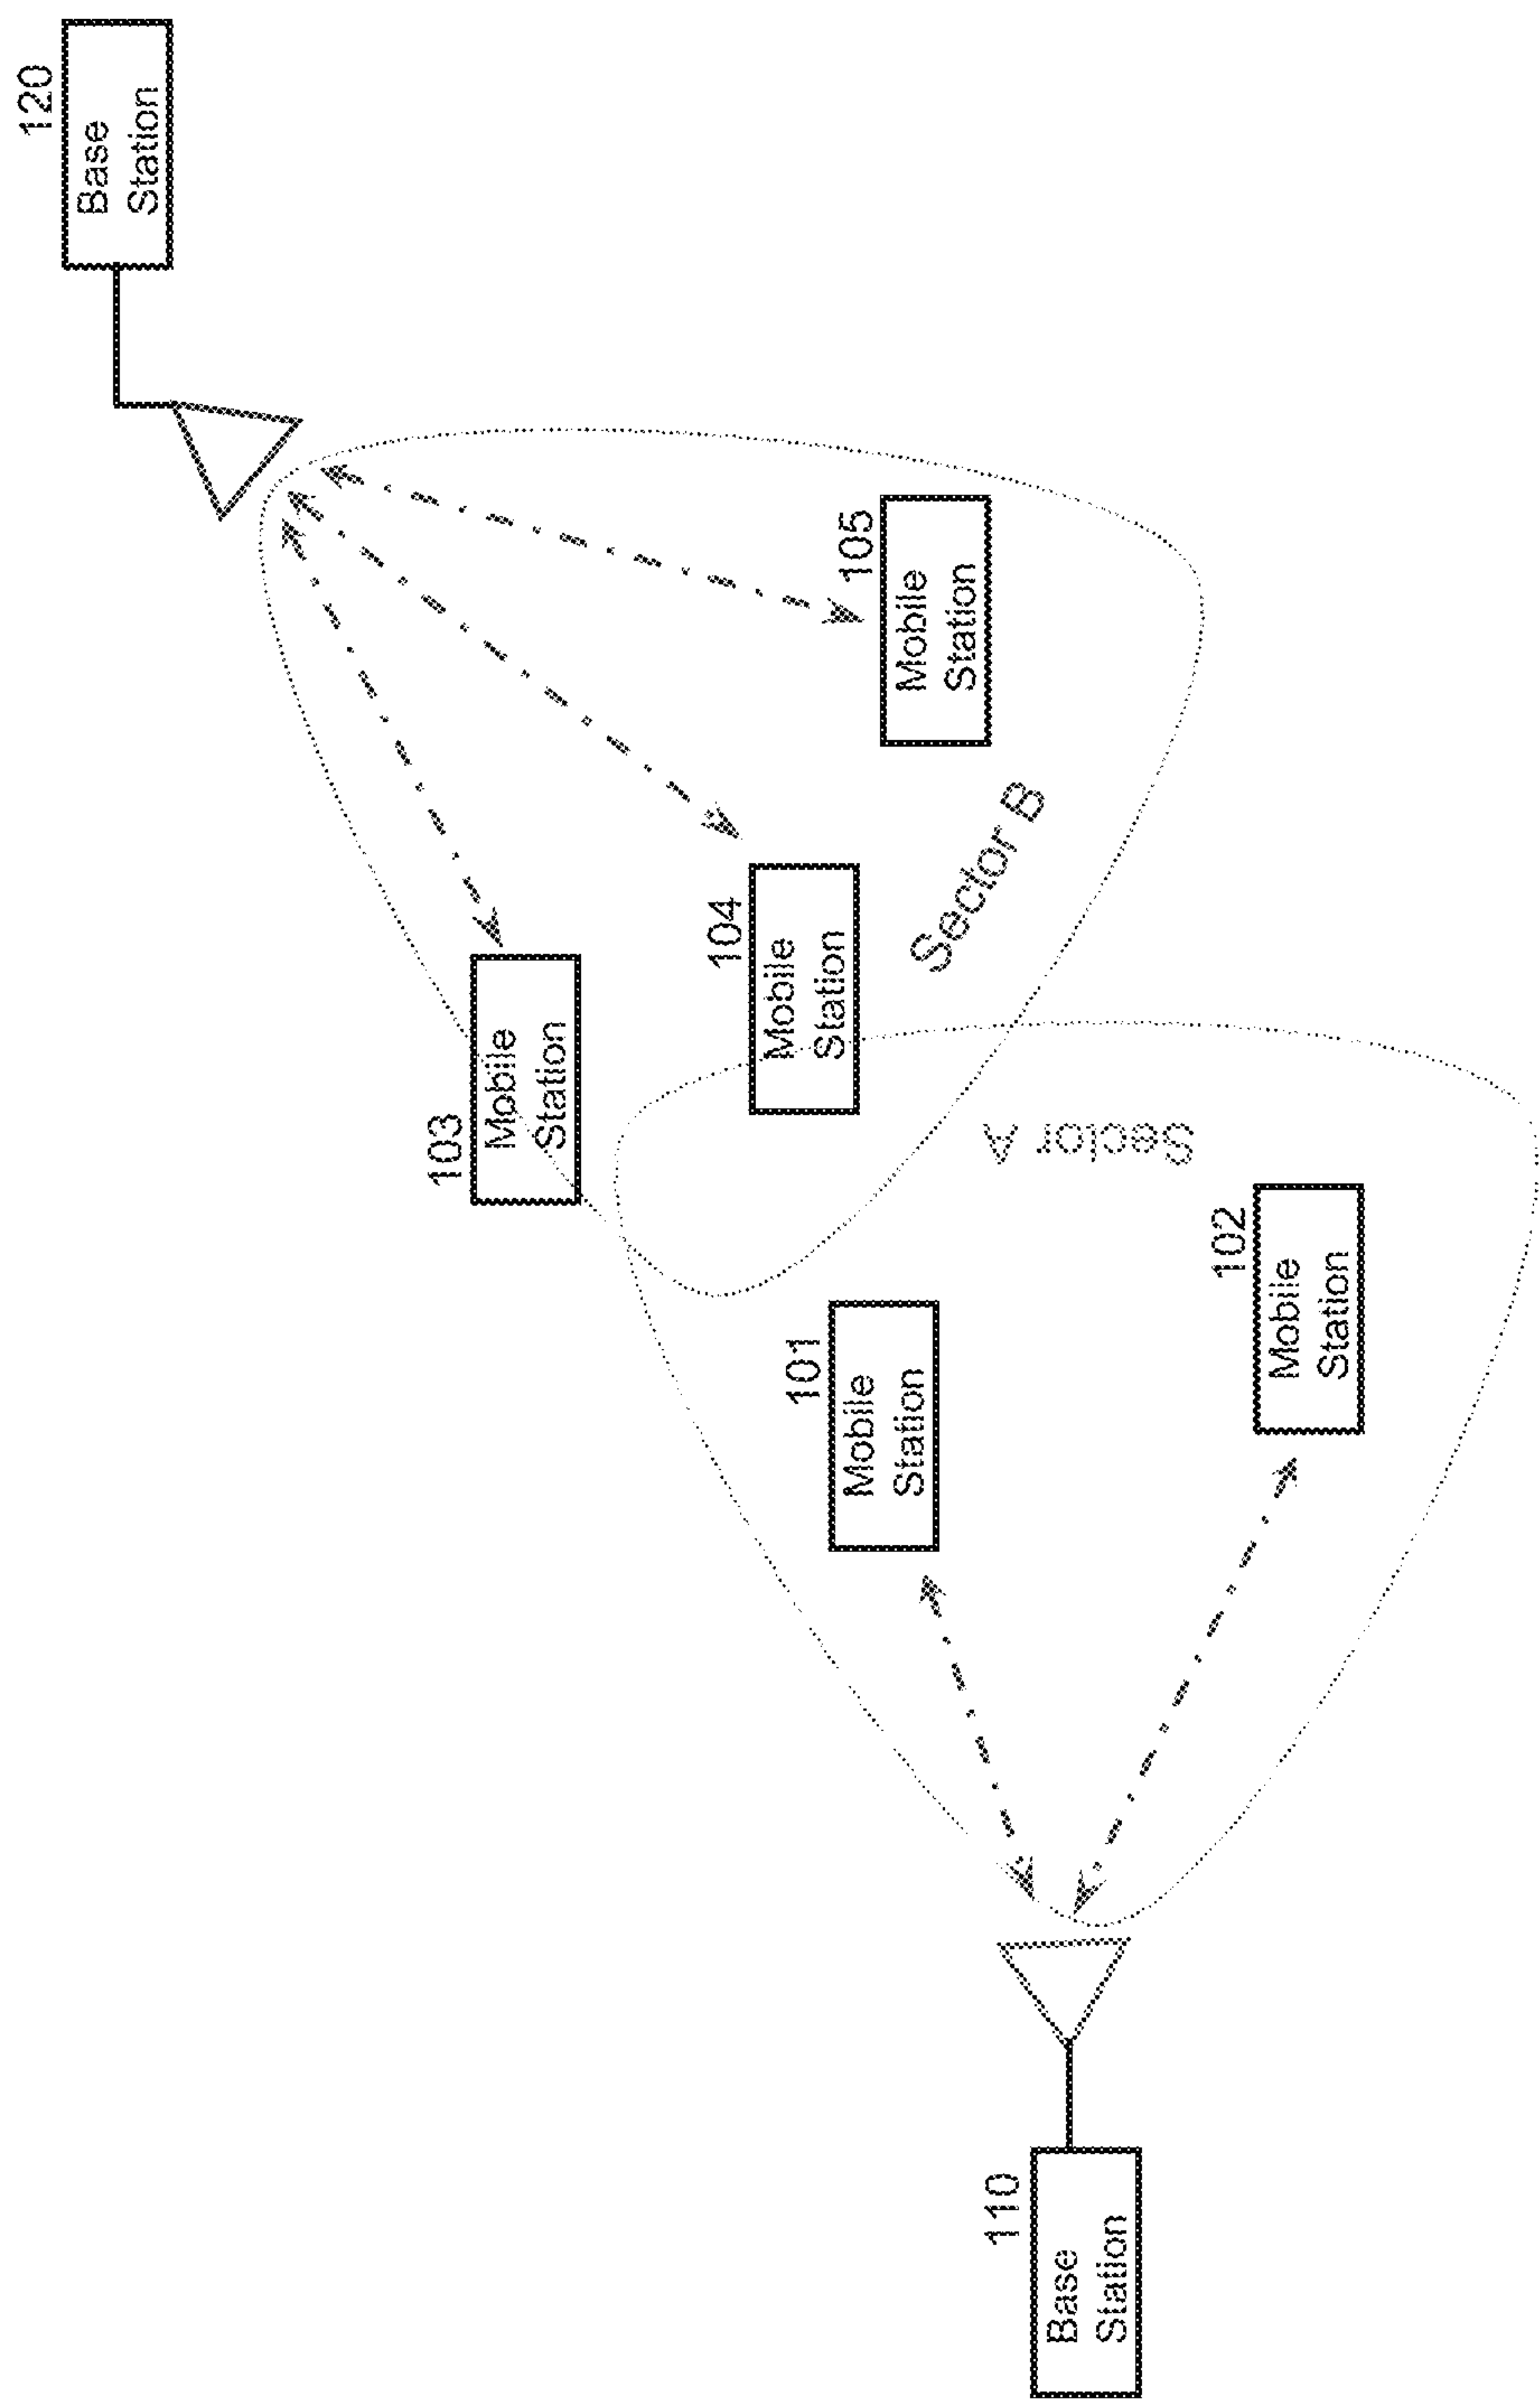 120
Base
Station
105
Mobile
Station
Sector B
104
Mobile
Station
103
Mobile
Station
Sector A
102
Mobile
Station
101
Mobile
Station
110
Base
Station